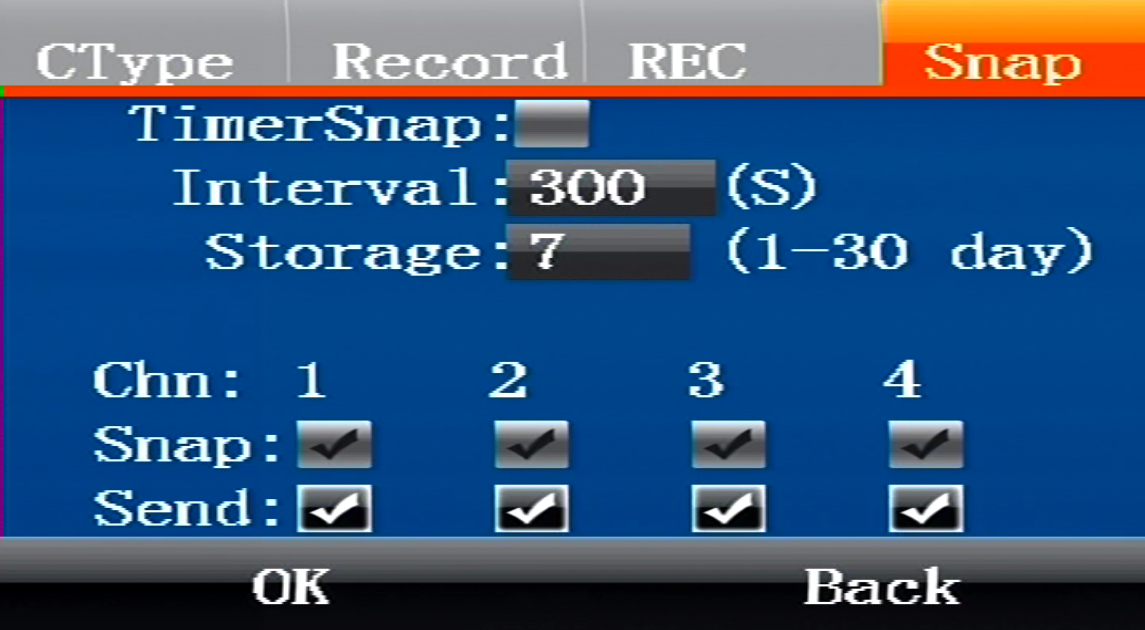 CType Record REC Snap
TimerSnap:
Interval: 300 (S)
Storage: 7 (1-30 day)
Chn: 1 2 3 4
Snap:
Send:
OK Back